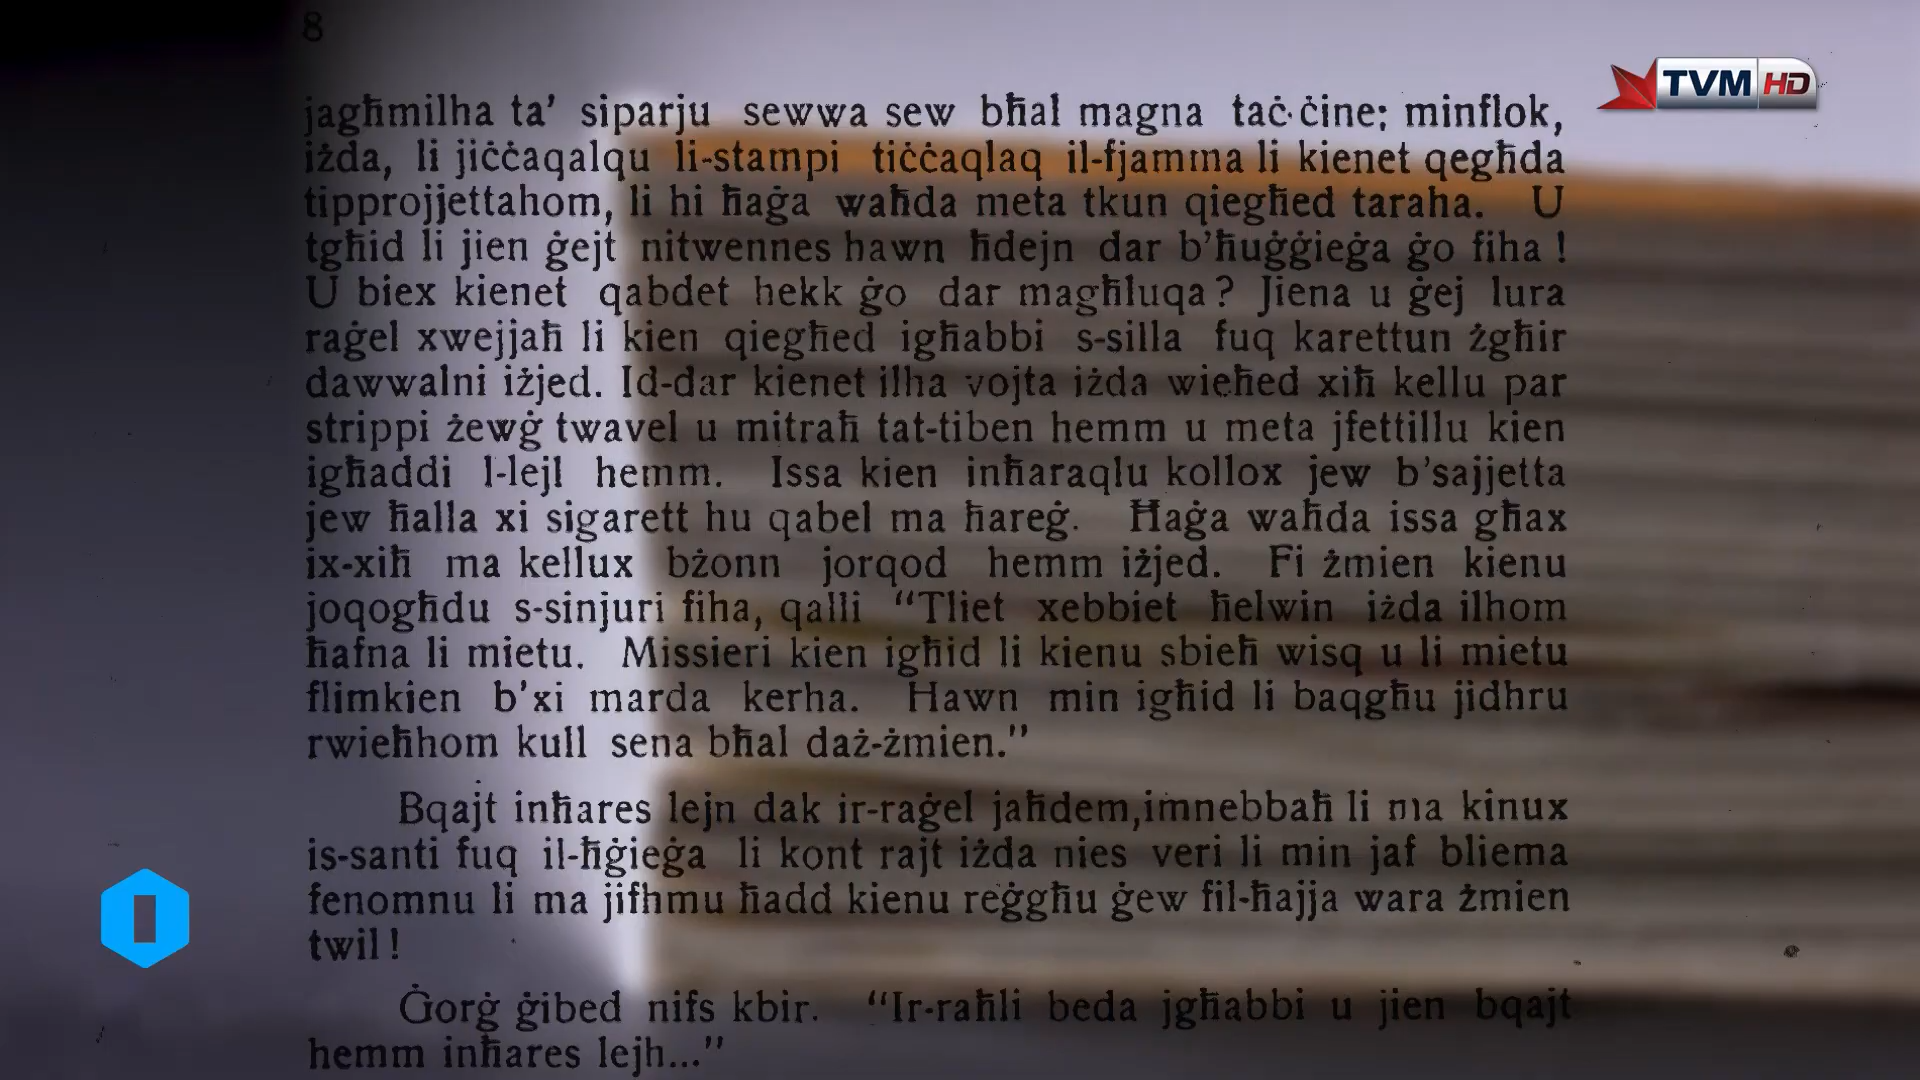 8
TVM HD
jagħmilha ta’ siparju sewwa sew bħal magna taċ-ċine; minflok,
iżda, li jiċċaqalqu li-stampi tiċċaqlaq il-fjamma li kienet qegħda
tipprojjettahom, li hi ħaġa waħda meta tkun qiegħed taraha. U
tgħid li jien ġejt nitwennes hawn ħdejn dar b’ħuġġieġa ġo fiha !
U biex kienet qabdet hekk ġo dar magħluqa ? Jiena u ġej lura
raġel xwejjaħ li kien qiegħed igħabbi s-silla fuq karettun żgħir
dawwalni iżjed. Id-dar kienet ilha vojta iżda wieħed xiħ kellu par
strippi żewġ twavel u mitraħ tat-tiben hemm u meta jfettillu kien
igħaddi l-lejl hemm. Issa kien inħaraqlu kollox jew b’sajjetta
jew ħalla xi sigarett hu qabel ma ħareġ. Ħaġa waħda issa għax
ix-xiħ ma kellux bżonn jorqod hemm iżjed. Fi żmien kienu
joqogħdu s-sinjuri fiha, qalli “Tliet xebbiet ħelwin iżda ilhom
ħafna li mietu. Missieri kien igħid li kienu sbieħ wisq u li mietu
flimkien b’xi marda kerha. Hawn min igħid li baqgħu jidhru
rwieħhom kull sena bħal daż-żmien.”
Bqajt inħares lejn dak ir-raġel jaħdem,imnebbaħ li ma kinux
is-santi fuq il-ħġieġa li kont rajt iżda nies veri li min jaf bliema
fenomnu li ma jifhmu ħadd kienu reġgħu ġew fil-ħajja wara żmien
twil !
Ġorġ ġibed nifs kbir. “Ir-raħli beda jgħabbi u jien bqajt
hemm inħares lejh...”